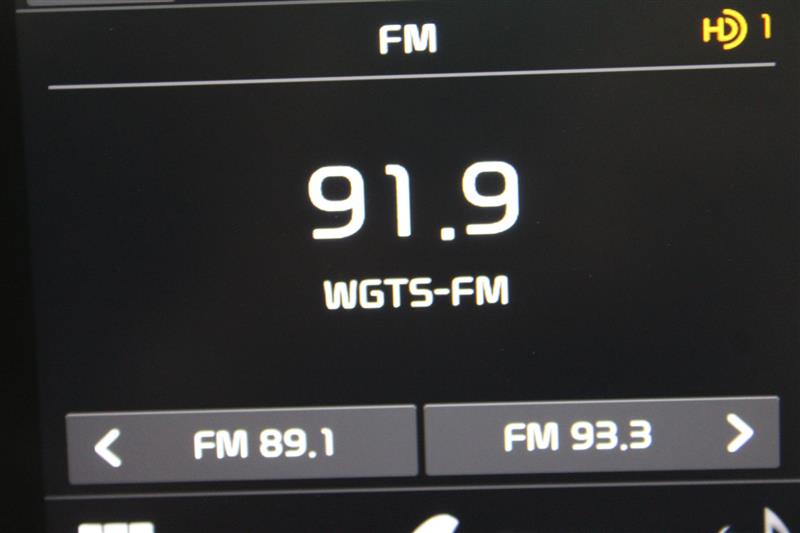 FM
HD 1
91.9
WGTS-FM
< FM 89.1
FM 93.3 >